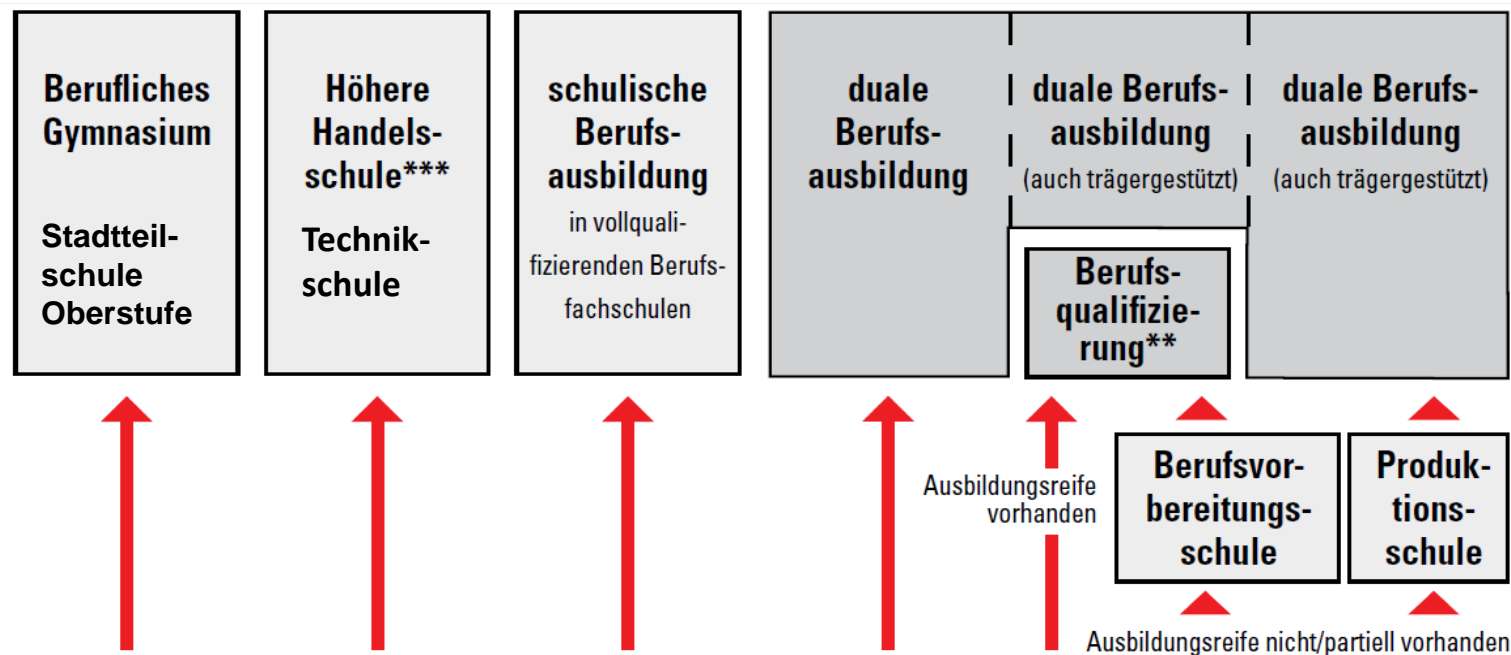 Berufliches
Gymnasium
Stadtteil-
schule
Oberstufe
Höhere
Handels-
schule***
Technik-
schule
schulische
Berufs-
ausbildung
in vollquali-
fizierenden Berufs-
fachschulen
duale
Berufs-
ausbildung
duale Berufs-
ausbildung
(auch trägergestützt)
duale Berufs-
ausbildung
(auch trägergestützt)
Berufs-
qualifizie-
rung**
Ausbildungsreife
vorhanden
Berufsvor-
bereitungs-
schule
Produk-
tions-
schule
Ausbildungsreife nicht/partiell vorhanden